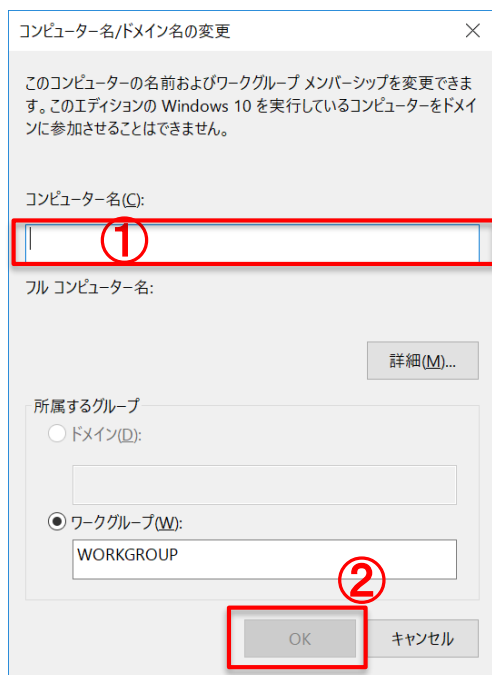 コンピューター名/ドメイン名の変更
このコンピューターの名前およびワークグループ メンバーシップを変更できま
す。このエディションの Windows 10 を実行しているコンピューターをドメイ
ンに参加させることはできません。
コンピューター名(C):
①
フル コンピューター名:
詳細(M)...
所属するグループ
ドメイン(D):
ワークグループ(W):
WORKGROUP
②
OK
キャンセル